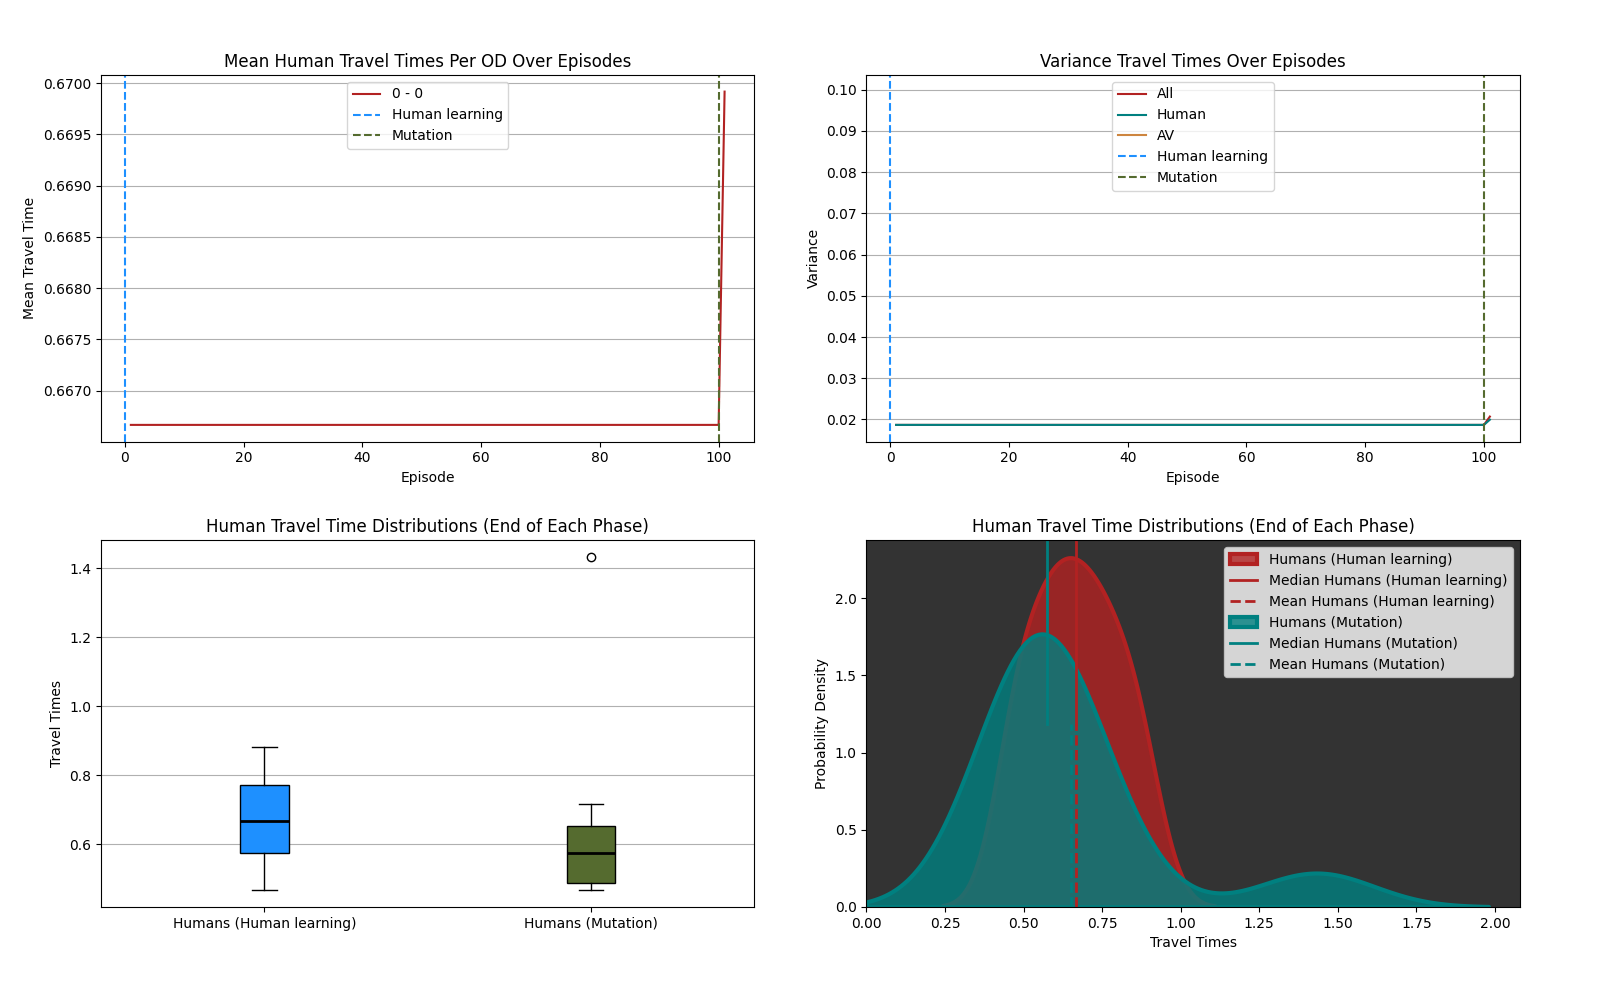 Mean Human Travel Times Per OD Over Episodes
0.6700
0.6695
0.6690
0.6685
0.6680
0.6675
0.6670
Mean Travel Time
0 - 0
Human learning
Mutation
0
20
40
60
80
100
Episode
Variance Travel Times Over Episodes
0.10
0.09
0.08
0.07
0.06
0.05
0.04
0.03
0.02
Variance
All
Human
AV
Human learning
Mutation
0
20
40
60
80
100
Episode
Human Travel Time Distributions (End of Each Phase)
1.4
1.2
1.0
0.8
0.6
Travel Times
Humans (Human learning)
Humans (Mutation)
Human Travel Time Distributions (End of Each Phase)
2.0
1.5
1.0
0.5
0.0
Probability Density
Humans (Human learning)
Median Humans (Human learning)
Mean Humans (Human learning)
Humans (Mutation)
Median Humans (Mutation)
Mean Humans (Mutation)
0.00
0.25
0.50
0.75
1.00
1.25
1.50
1.75
2.00
Travel Times